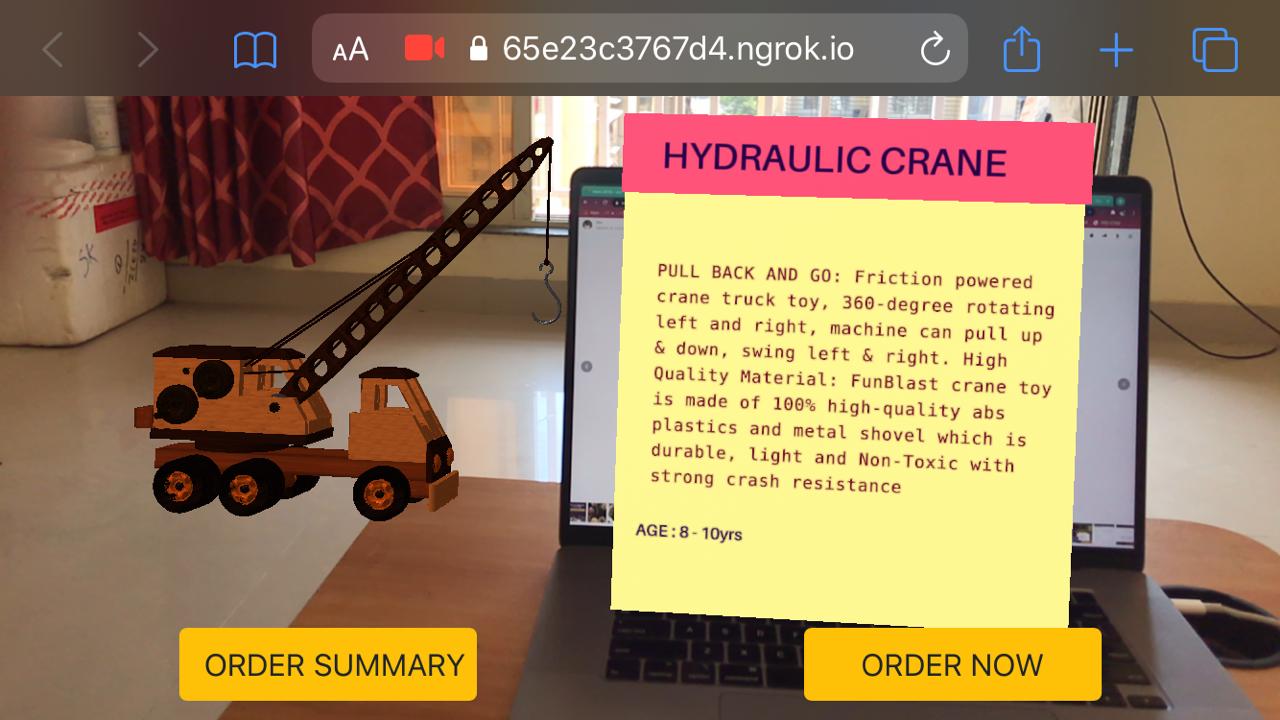 AA 65e23c3767d4.ngrok.io
HYDRAULIC CRANE
PULL BACK AND GO: Friction powered
crane truck toy, 360-degree rotating
left and right, machine can pull up
& down, swing left & right. High
Quality Material: FunBlast crane toy
is made of 100% high-quality abs
plastics and metal shovel which is
durable, light and Non-Toxic with
strong crash resistance
AGE : 8 - 10yrs
SK
ORDER SUMMARY
ORDER NOW